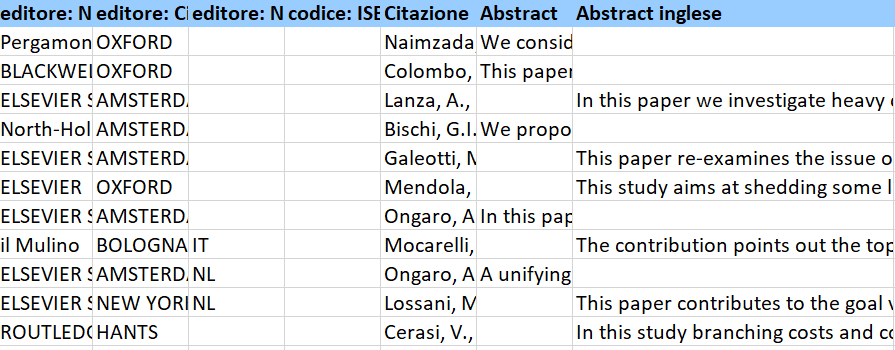 editore: N editore: Ci editore: N codice: ISE Citazione Abstract Abstract inglese
Pergamon OXFORD Naimzada We consid
BLACKWEL OXFORD Colombo, This paper
ELSEVIER S AMSTERDA Lanza, A., In this paper we investigate heavy
North-Hol AMSTERDA Bischi, G.I. We propo
ELSEVIER S AMSTERDA Galeotti, M This paper re-examines the issue o
ELSEVIER OXFORD Mendola, This study aims at shedding some l
ELSEVIER S AMSTERDA Ongaro, A In this pap
il Mulino BOLOGNA IT Mocarelli, The contribution points out the top
ELSEVIER S AMSTERDA NL Ongaro, A A unifying
ELSEVIER S NEW YORK NL Lossani, M This paper contributes to the goal v
ROUTLEDG HANTS Cerasi, V., In this study branching costs and co